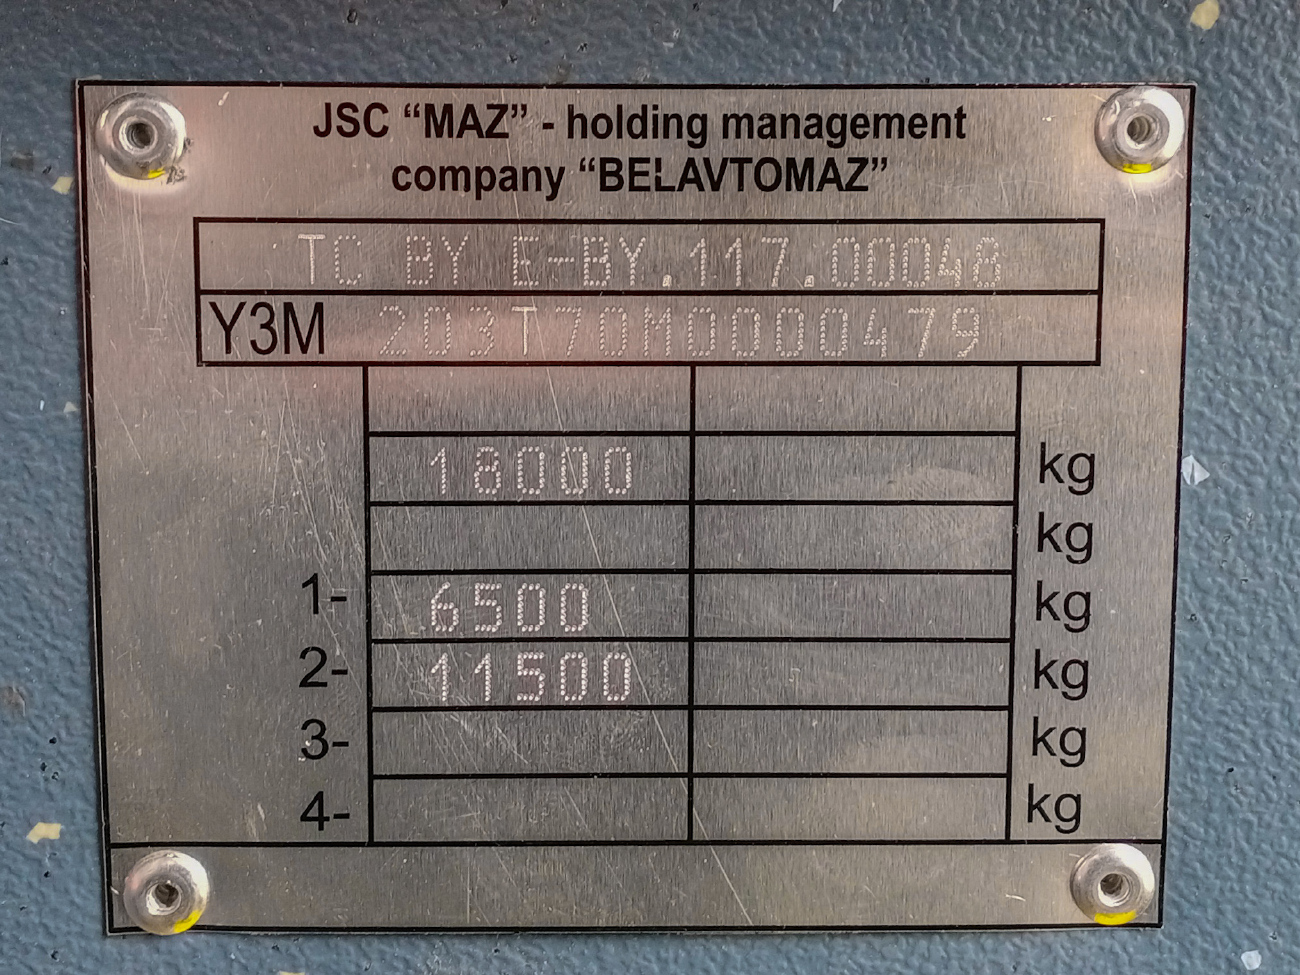 JSC “MAZ” - holding management
company “BELAVTOMAZ”
TC BY E-BY.117.00048
Y3M 203T70M0000479
18000 kg
kg
1- 6500 kg
2- 11500 kg
3- kg
4- kg